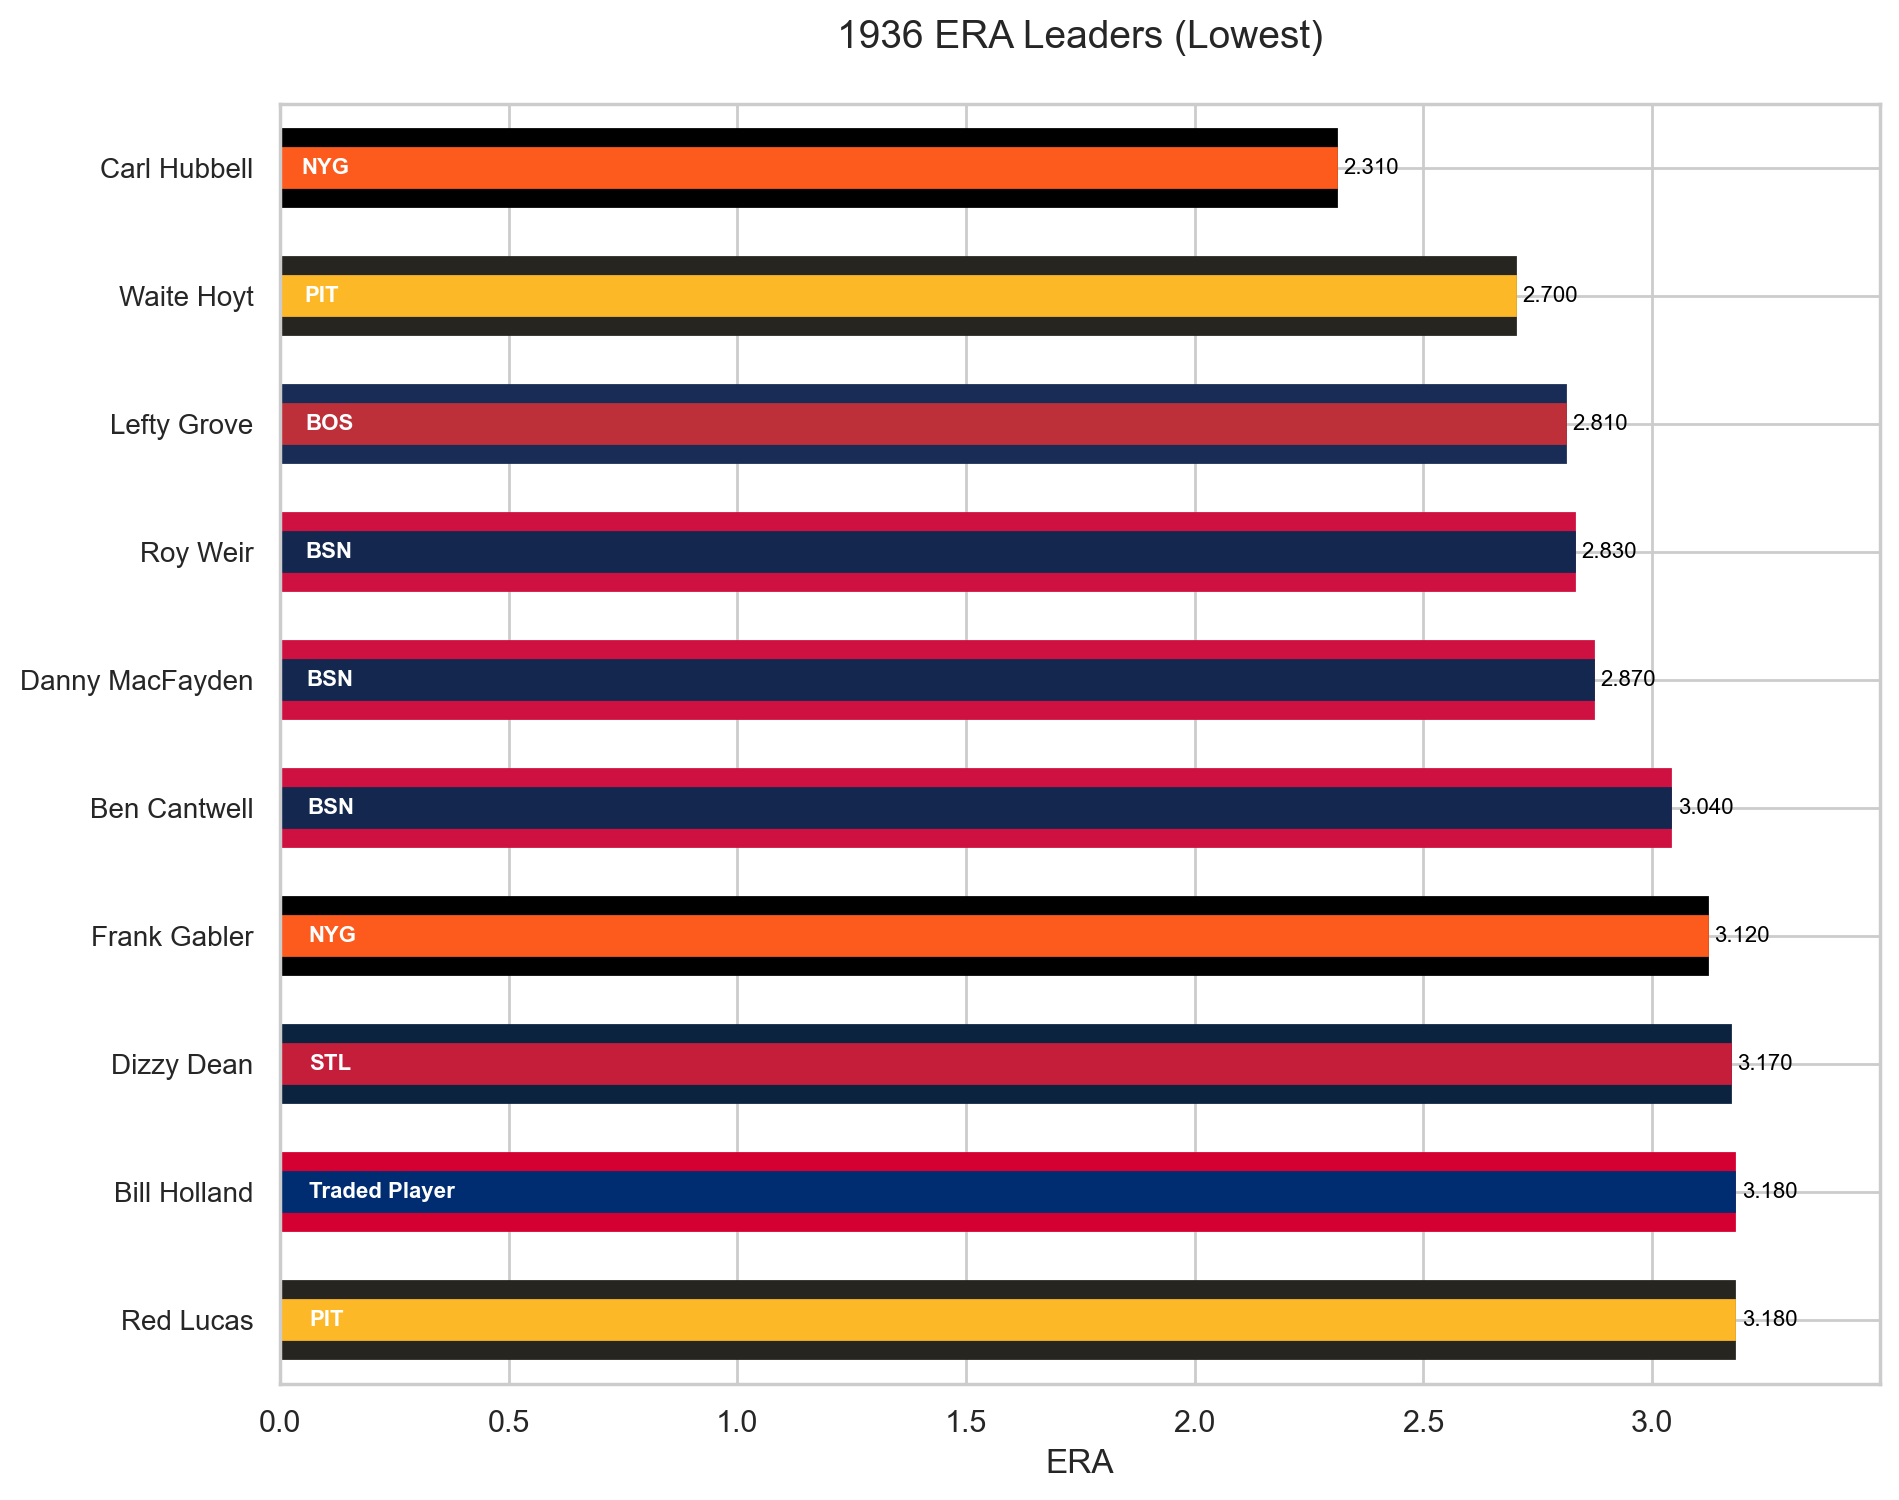 1936 ERA Leaders (Lowest)
Carl Hubbell
NYG
2.310
Waite Hoyt
PIT
2.700
Lefty Grove
BOS
2.810
Roy Weir
BSN
2.830
Danny MacFayden
BSN
2.870
Ben Cantwell
BSN
3.040
Frank Gabler
NYG
3.120
Dizzy Dean
STL
3.170
Bill Holland
Traded Player
3.180
Red Lucas
PIT
3.180
0.0 0.5 1.0 1.5 2.0 2.5 3.0
ERA